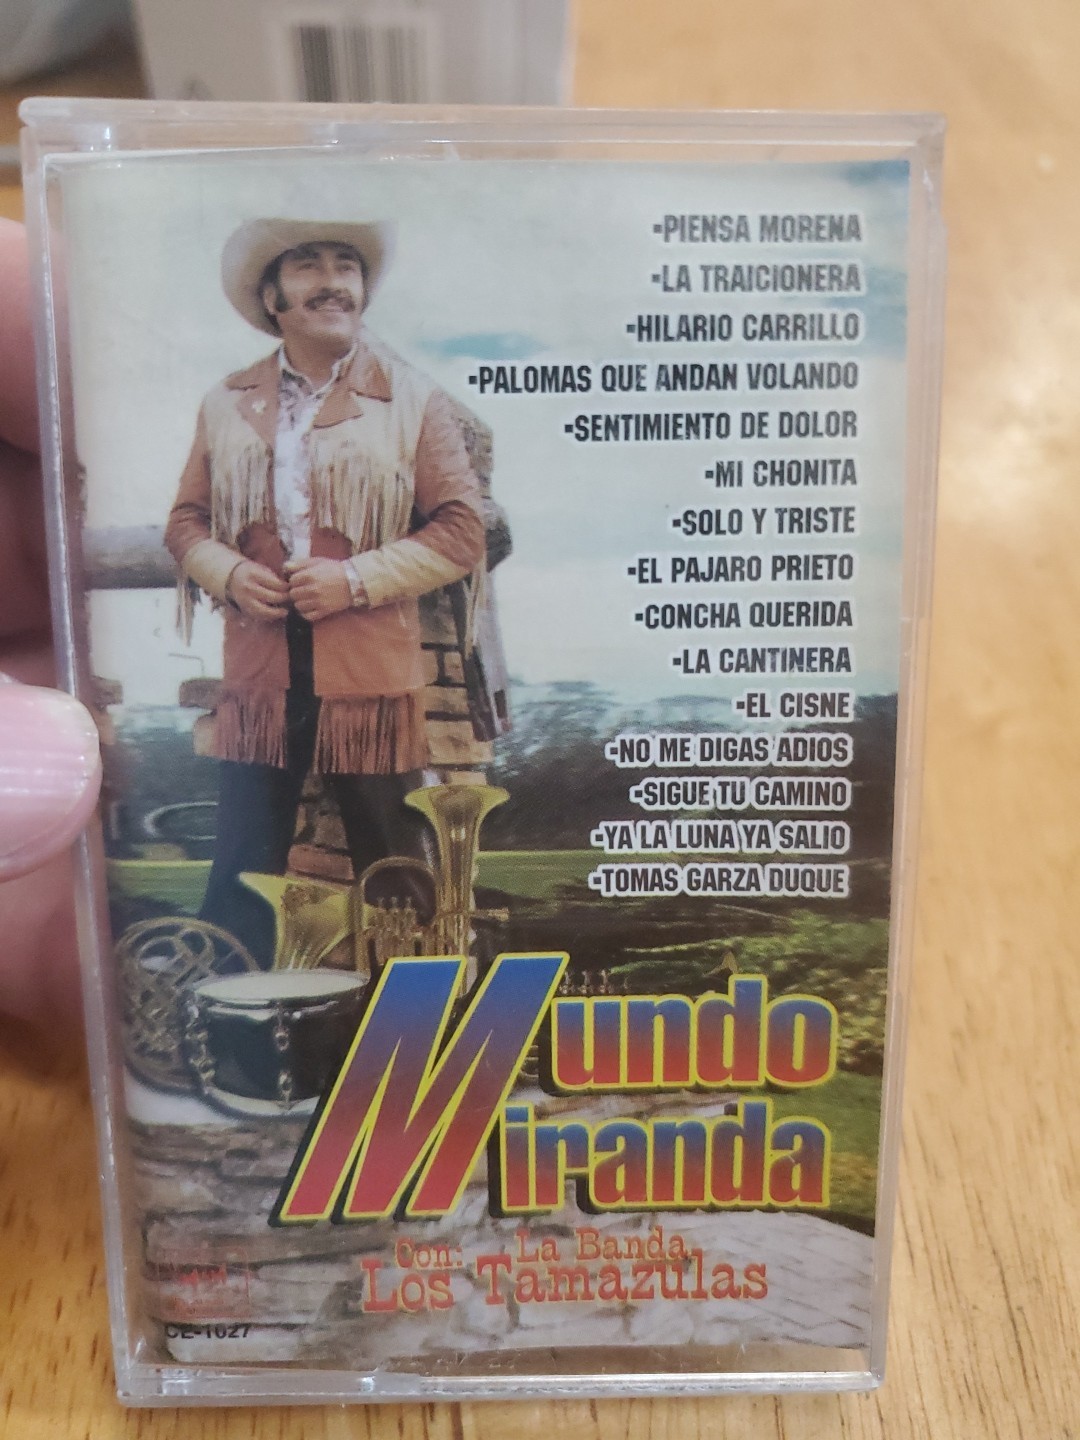 ▪PIENSA MORENA
▪LA TRAICIONERA
▪HILARIO CARRILLO
▪PALOMAS QUE ANDAN VOLANDO
▪SENTIMIENTO DE DOLOR
▪MI CHONITA
▪SOLO Y TRISTE
▪EL PAJARO PRIETO
▪CONCHA QUERIDA
▪LA CANTINERA
▪EL CISNE
▪NO ME DIGAS ADIOS
▪SIGUE TU CAMINO
▪YA LA LUNA YA SALIO
▪TOMAS GARZA DUQUE
Mundo
Miranda
Con: La Banda
Los Tamazulas
CE-1027